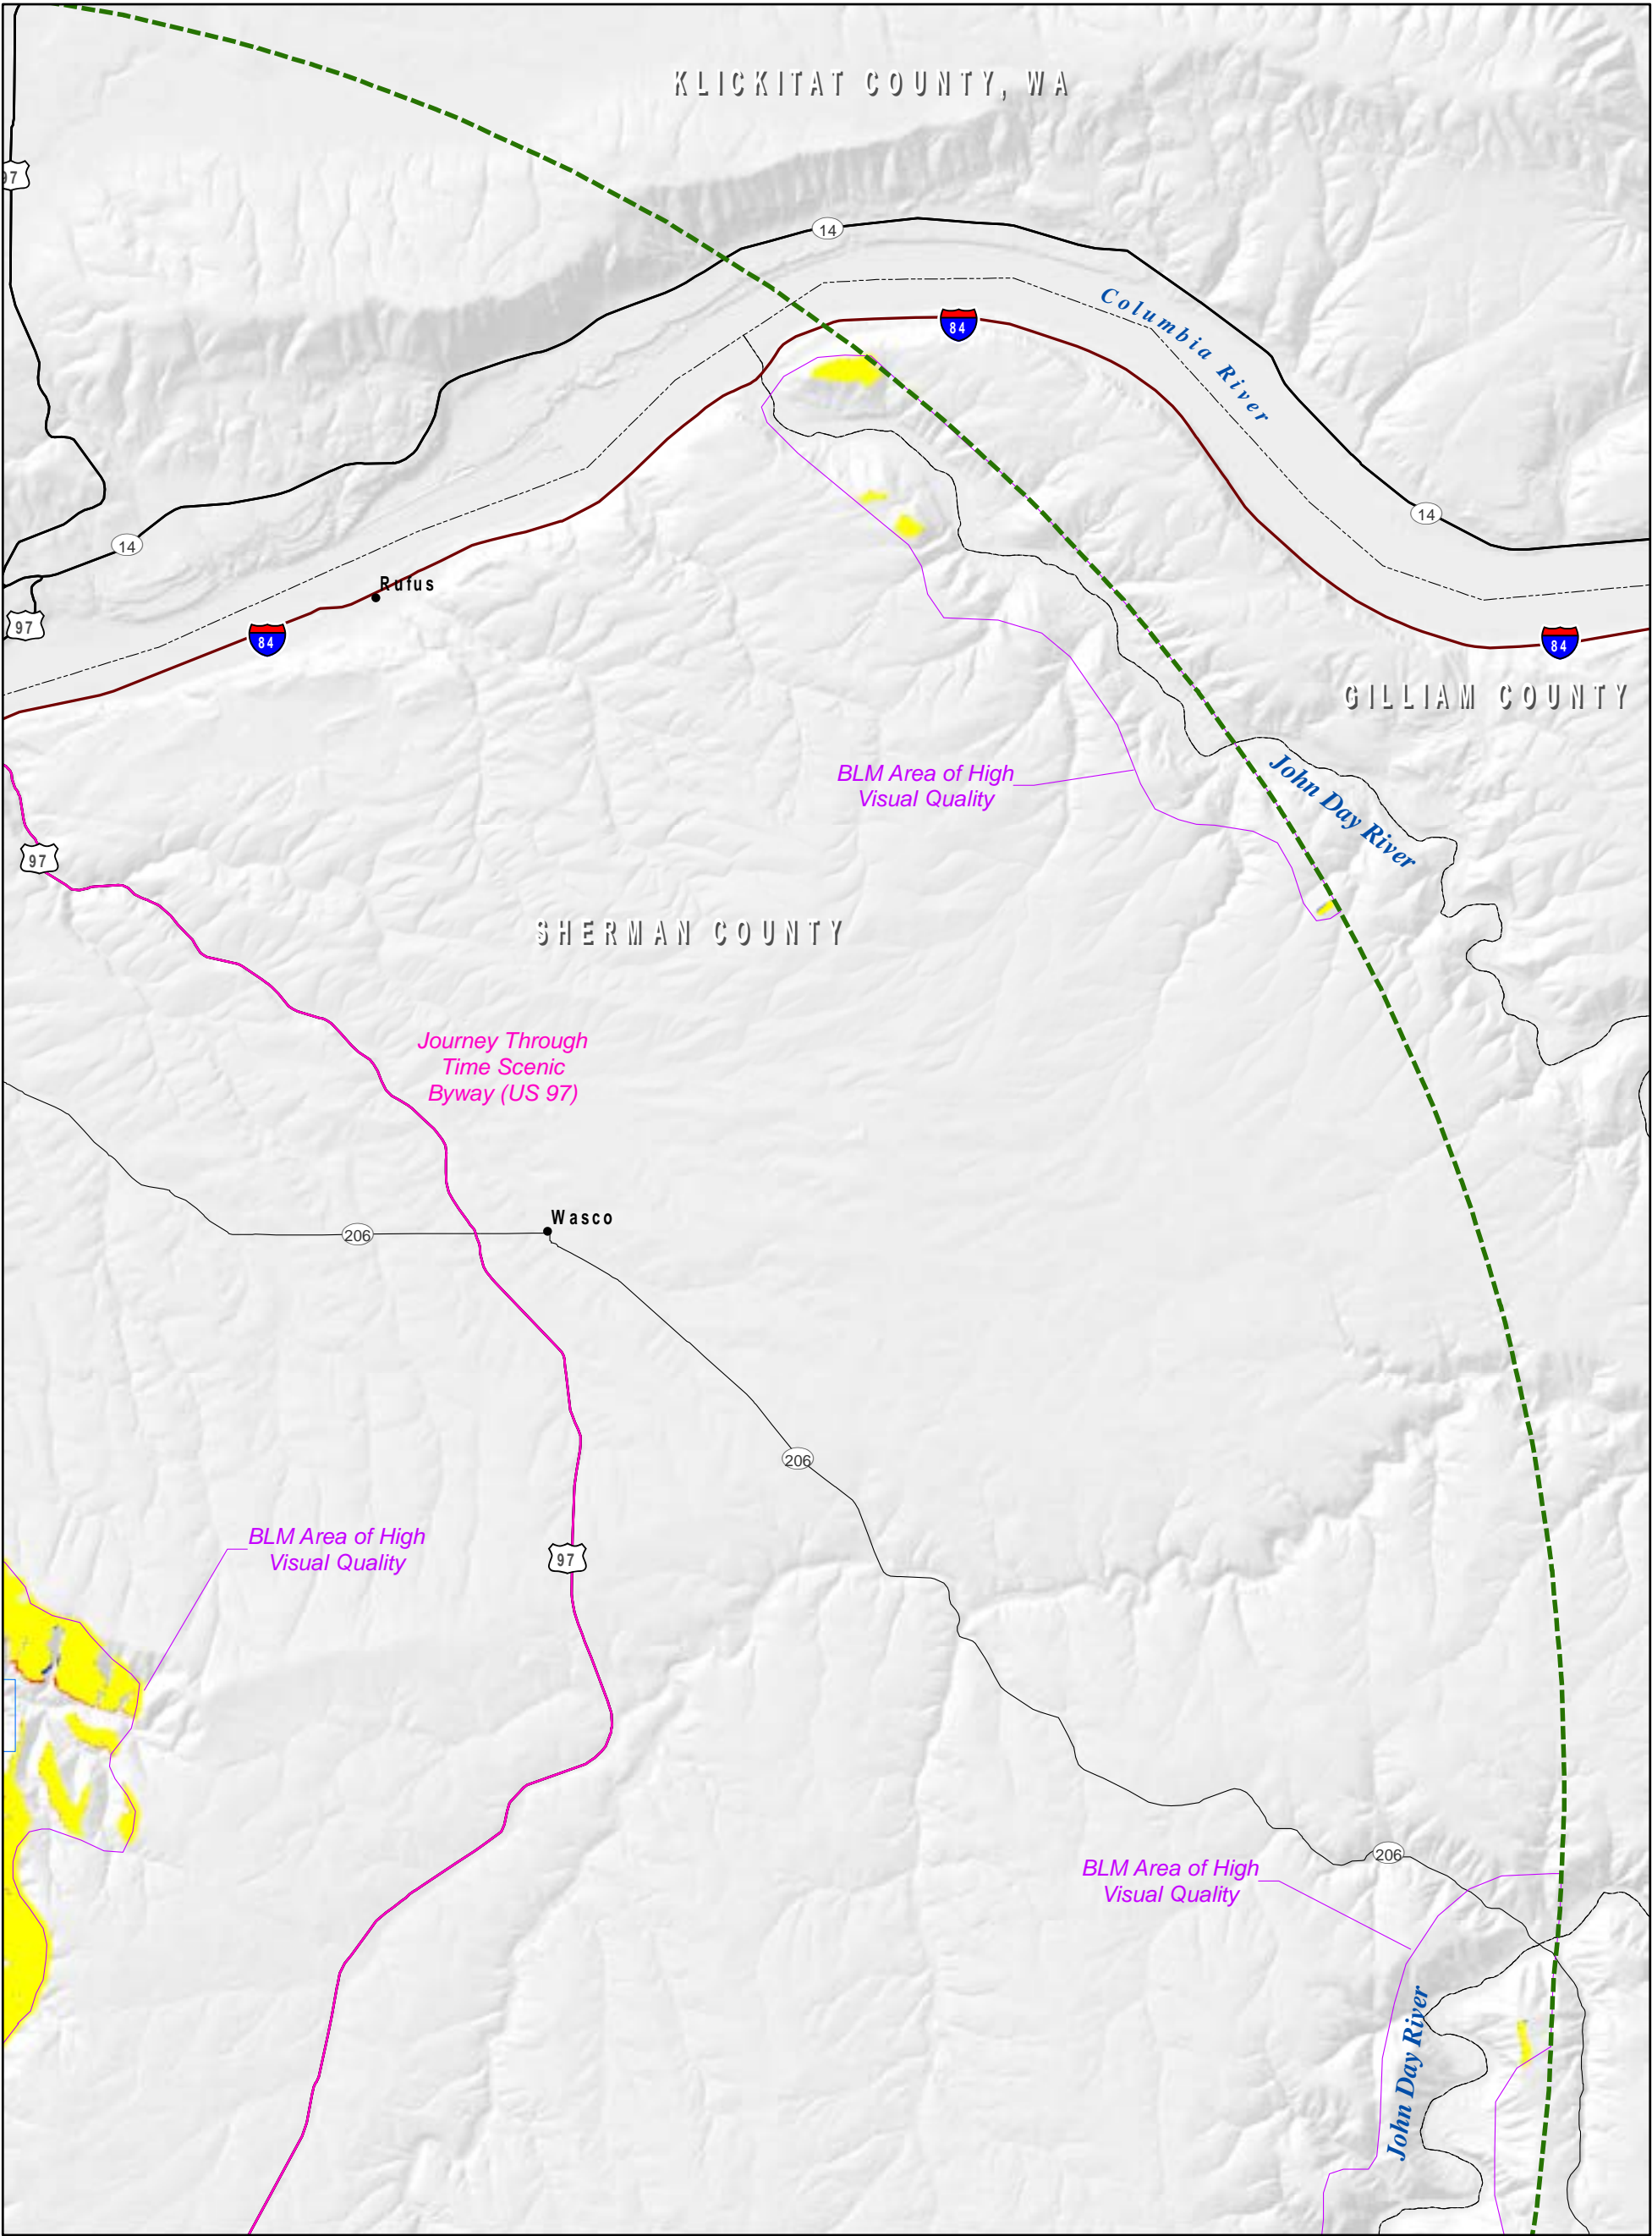 KLICKITAT COUNTY, WA
97
14
Columbia River
84
14
14
Rufus
97
84
84
GILLIAM COUNTY
BLM Area of High
Visual Quality
John Day River
97
SHERMAN COUNTY
Journey Through
Time Scenic
Byway (US 97)
Wasco
206
206
BLM Area of High
Visual Quality
97
206
BLM Area of High
Visual Quality
John Day River